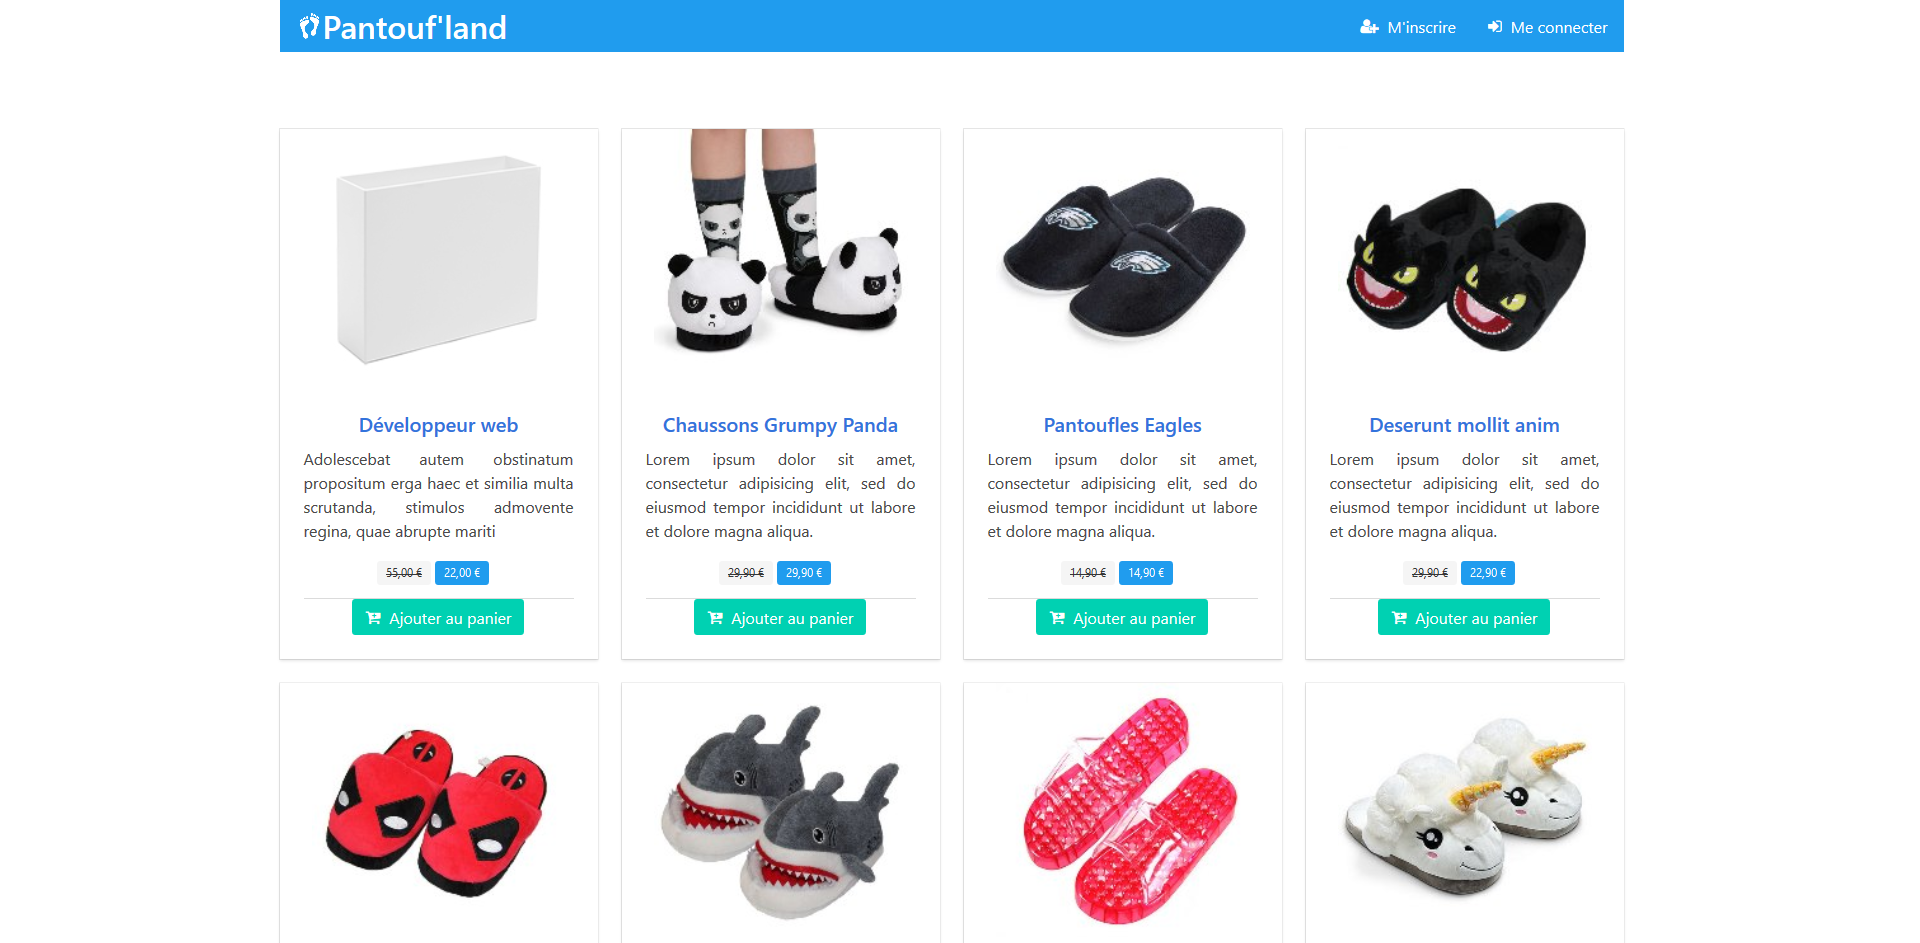 Pantouf'land
M'inscrire
Me connecter
Développeur web
Adolescebat autem obstinatum
propositum erga haec et similia multa
scrutanda, stimulos admovente
regina, quae abrupte mariti
55,00 €
22,00 €
Ajouter au panier
Chaussons Grumpy Panda
Lorem ipsum dolor sit amet,
consectetur adipisicing elit, sed do
eiusmod tempor incididunt ut labore
et dolore magna aliqua.
29,90 €
29,90 €
Ajouter au panier
Pantoufles Eagles
Lorem ipsum dolor sit amet,
consectetur adipisicing elit, sed do
eiusmod tempor incididunt ut labore
et dolore magna aliqua.
14,90 €
14,90 €
Ajouter au panier
Deserunt mollit anim
Lorem ipsum dolor sit amet,
consectetur adipisicing elit, sed do
eiusmod tempor incididunt ut labore
et dolore magna aliqua.
29,90 €
22,90 €
Ajouter au panier